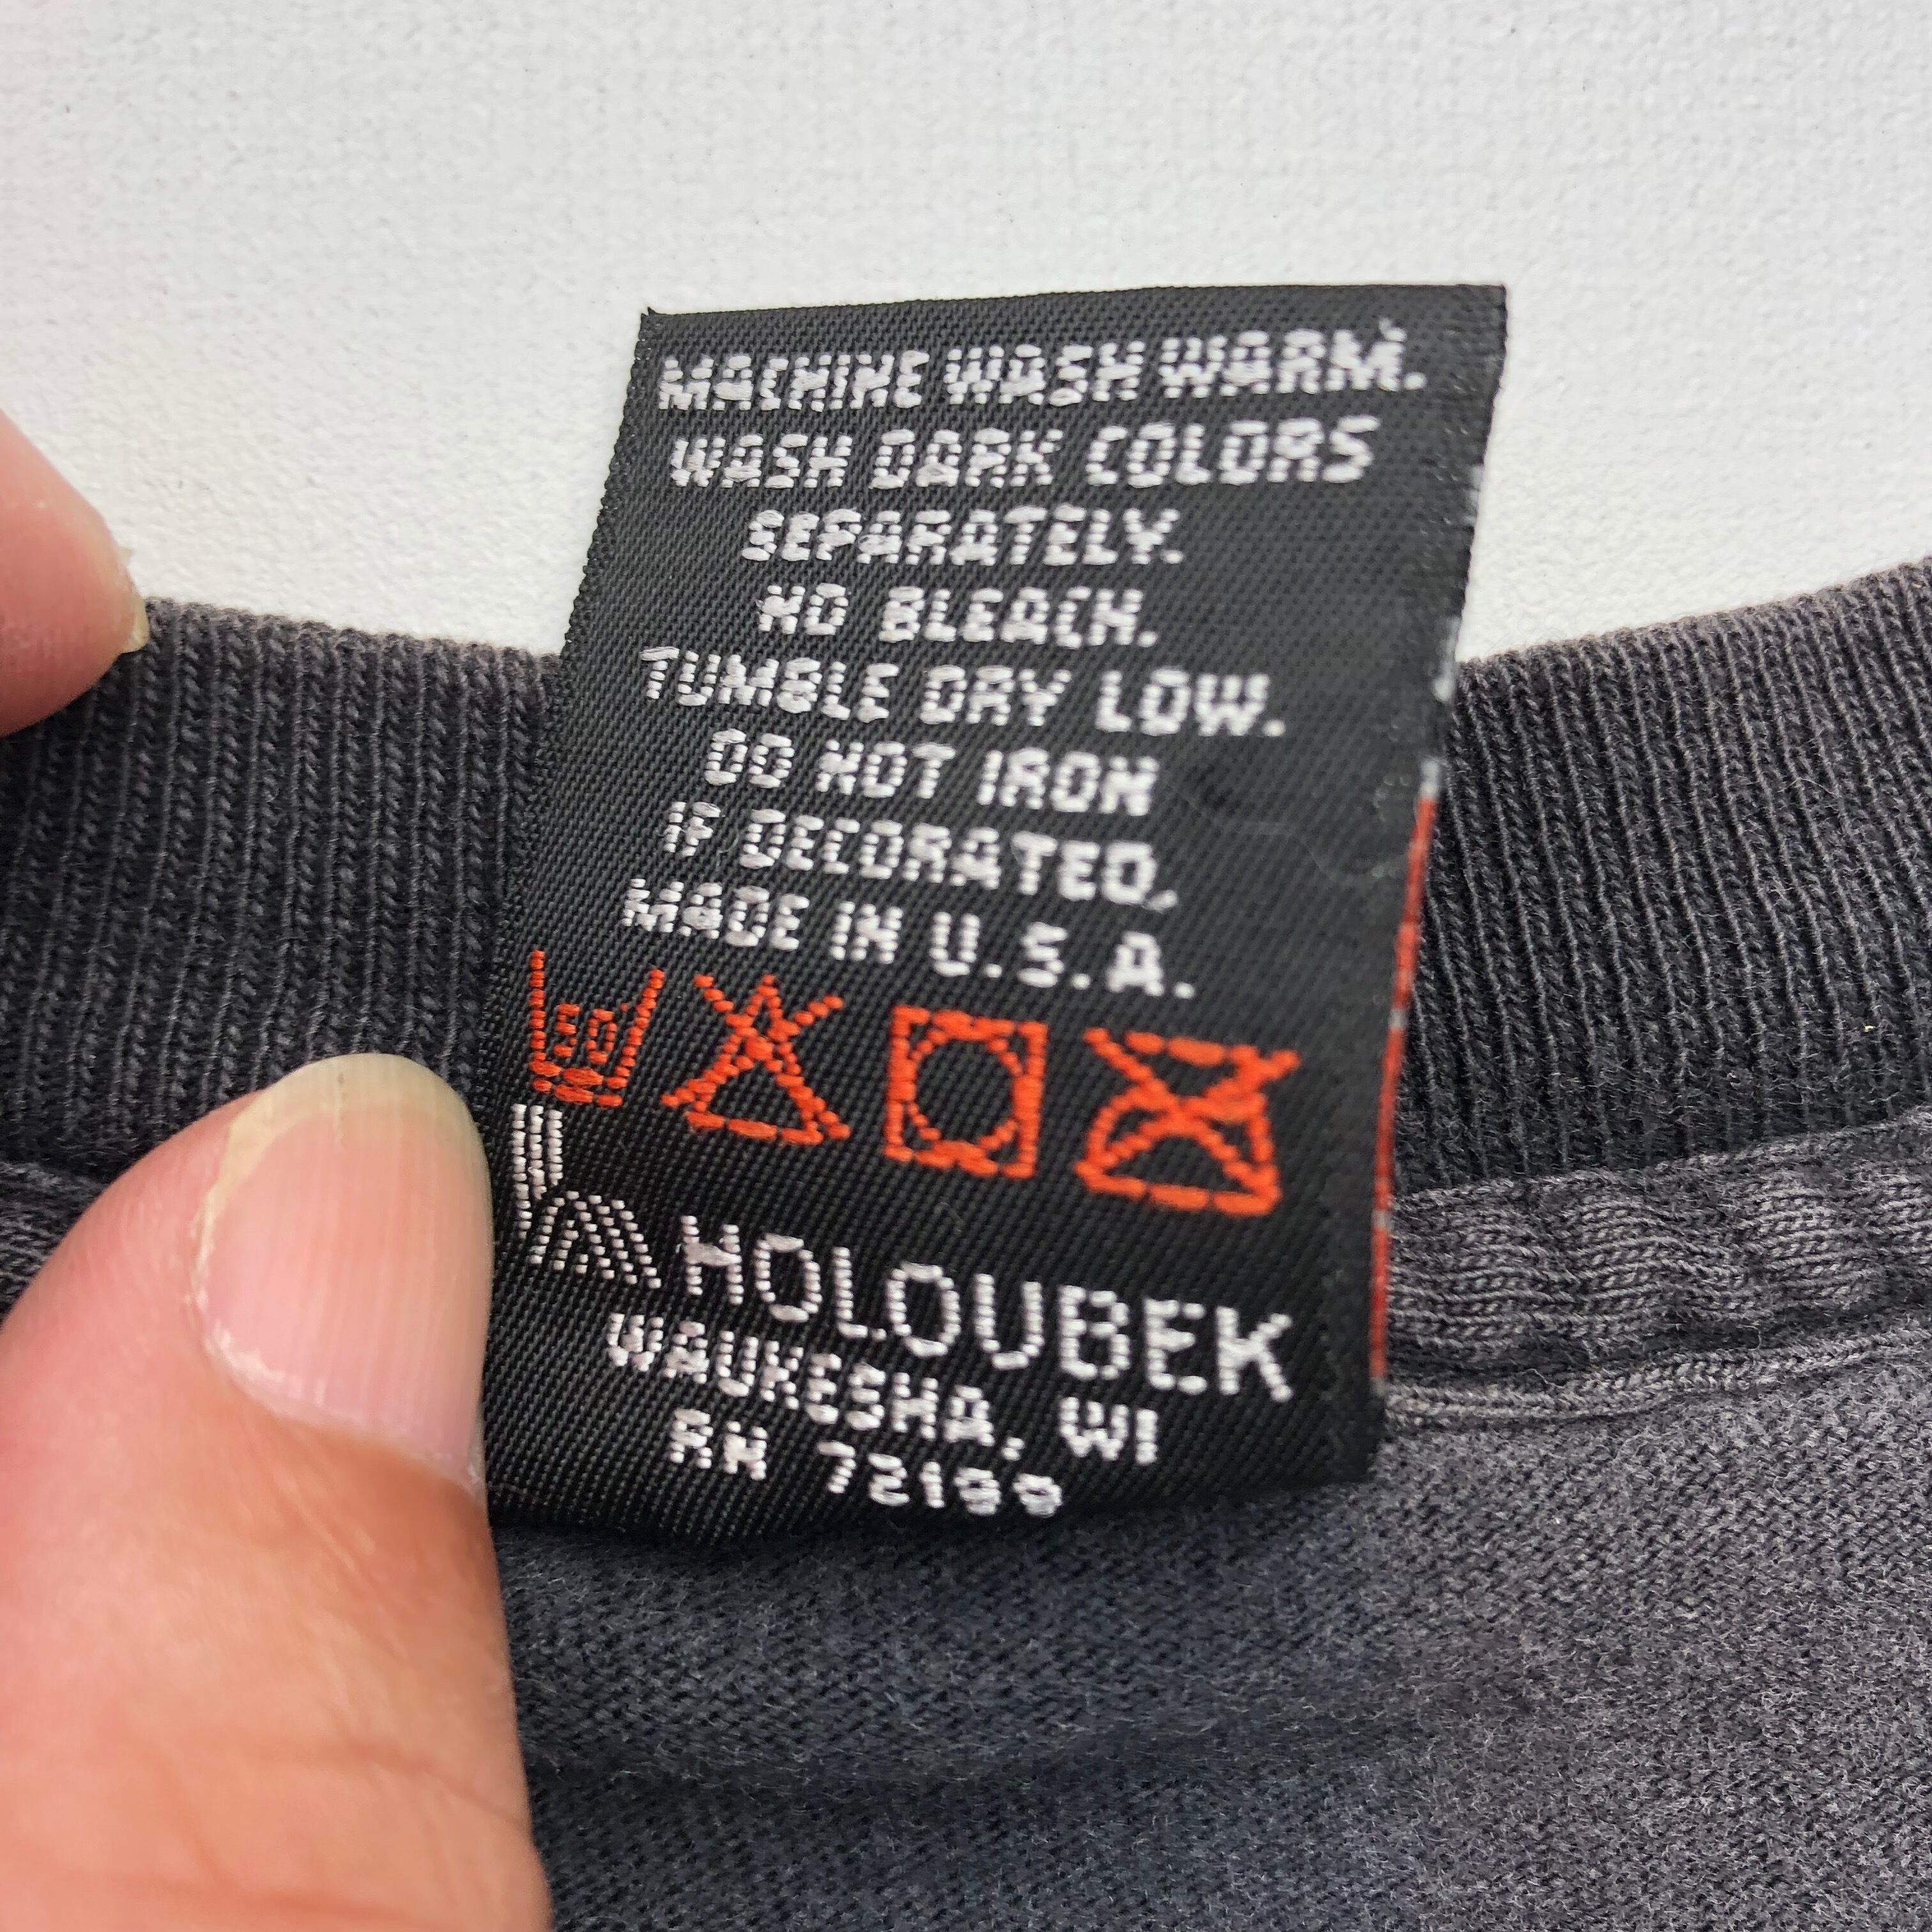 MACHINE WASH WARM.
WASH DARK COLORS
SEPARATELY.
NO BLEACH.
TUMBLE DRY LOW.
DO NOT IRON
IF DECORATED.
MADE IN U.S.A.
50°
HOLOUBEK
WAUKESHA, WI
RN 72199